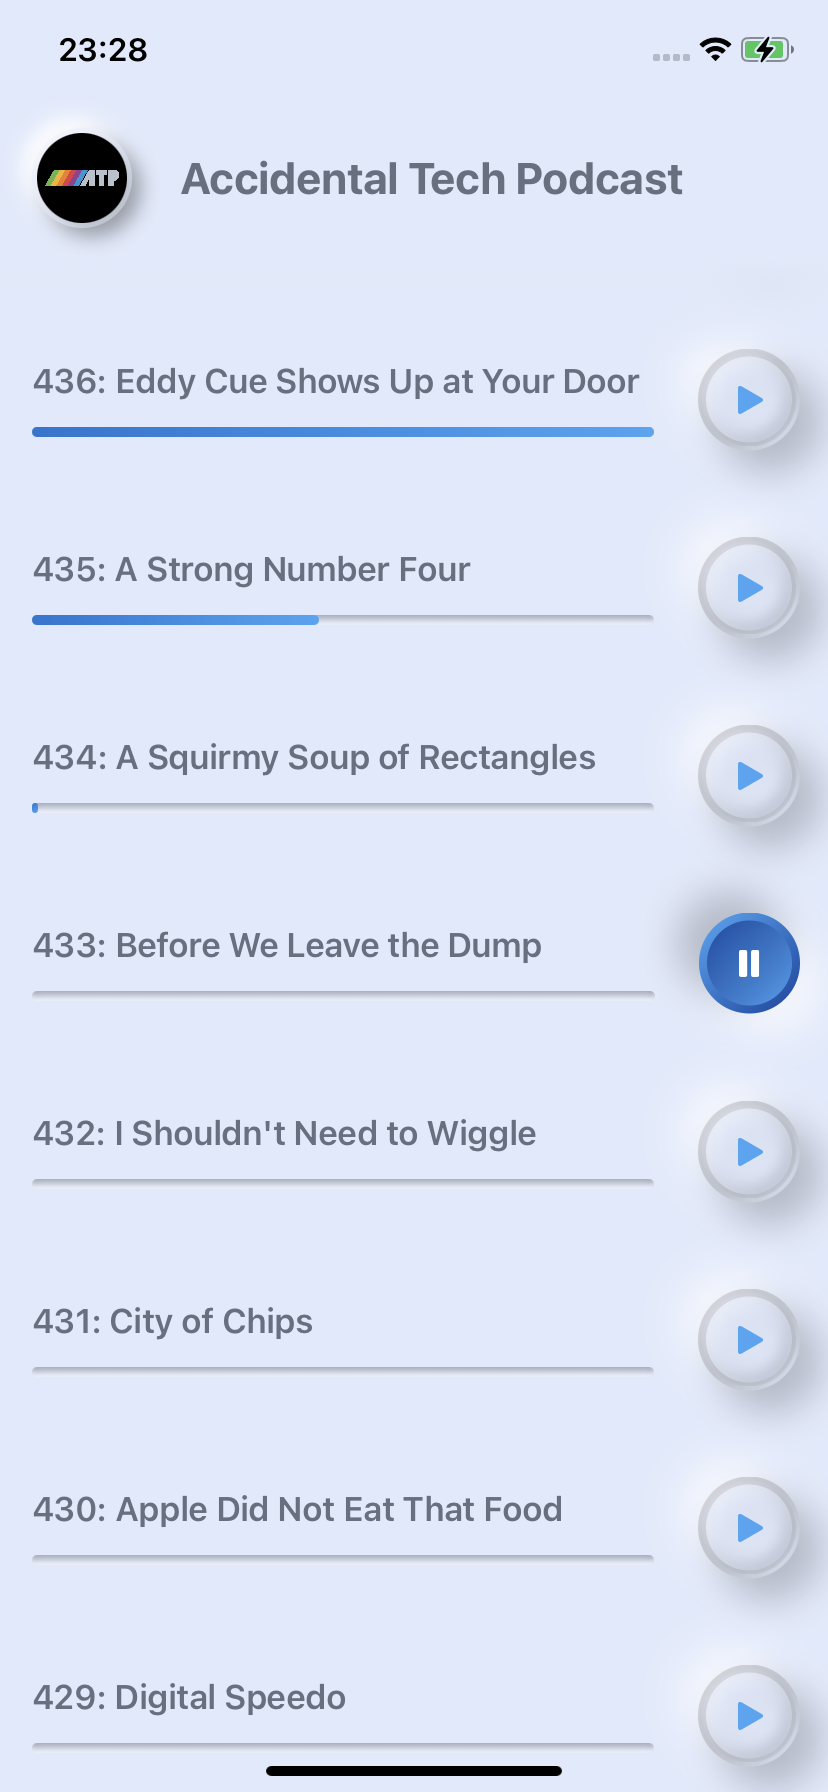 23:28
ATP
Accidental Tech Podcast
436: Eddy Cue Shows Up at Your Door
435: A Strong Number Four
434: A Squirmy Soup of Rectangles
433: Before We Leave the Dump
432: I Shouldn't Need to Wiggle
431: City of Chips
430: Apple Did Not Eat That Food
429: Digital Speedo